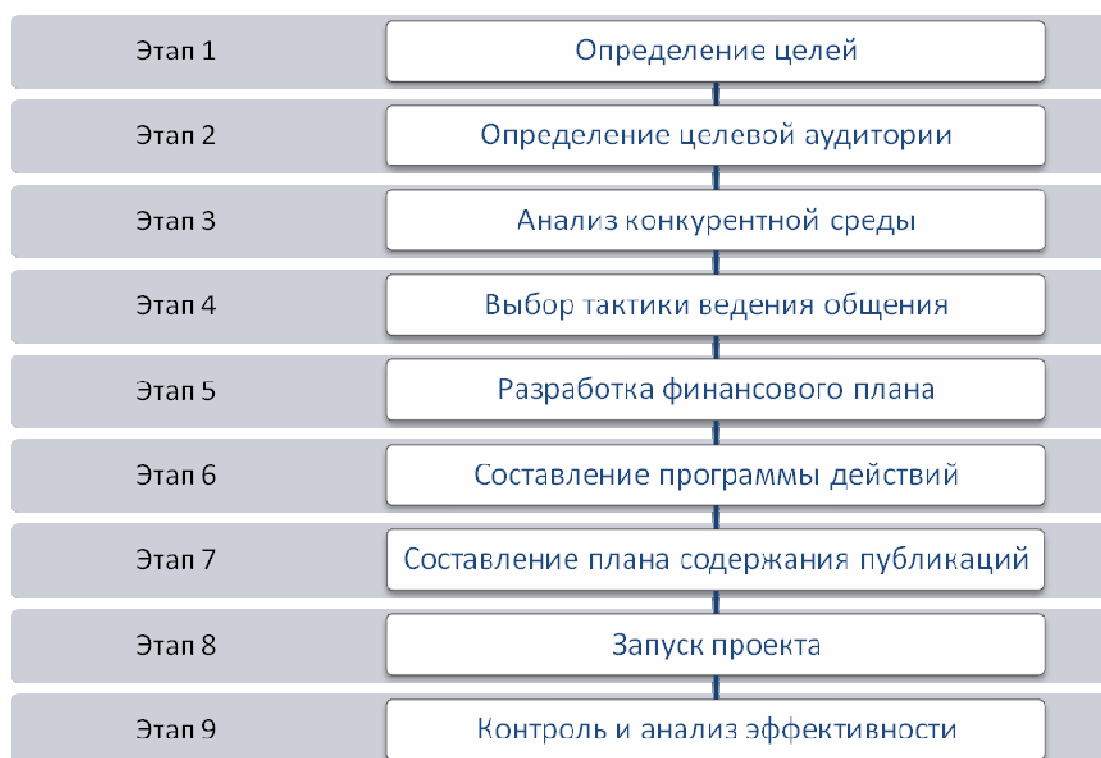 Этап 1 Определение целей
Этап 2 Определение целевой аудитории
Этап 3 Анализ конкурентной среды
Этап 4 Выбор тактики ведения общения
Этап 5 Разработка финансового плана
Этап 6 Составление программы действий
Этап 7 Составление плана содержания публикаций
Этап 8 Запуск проекта
Этап 9 Контроль и анализ эффективности